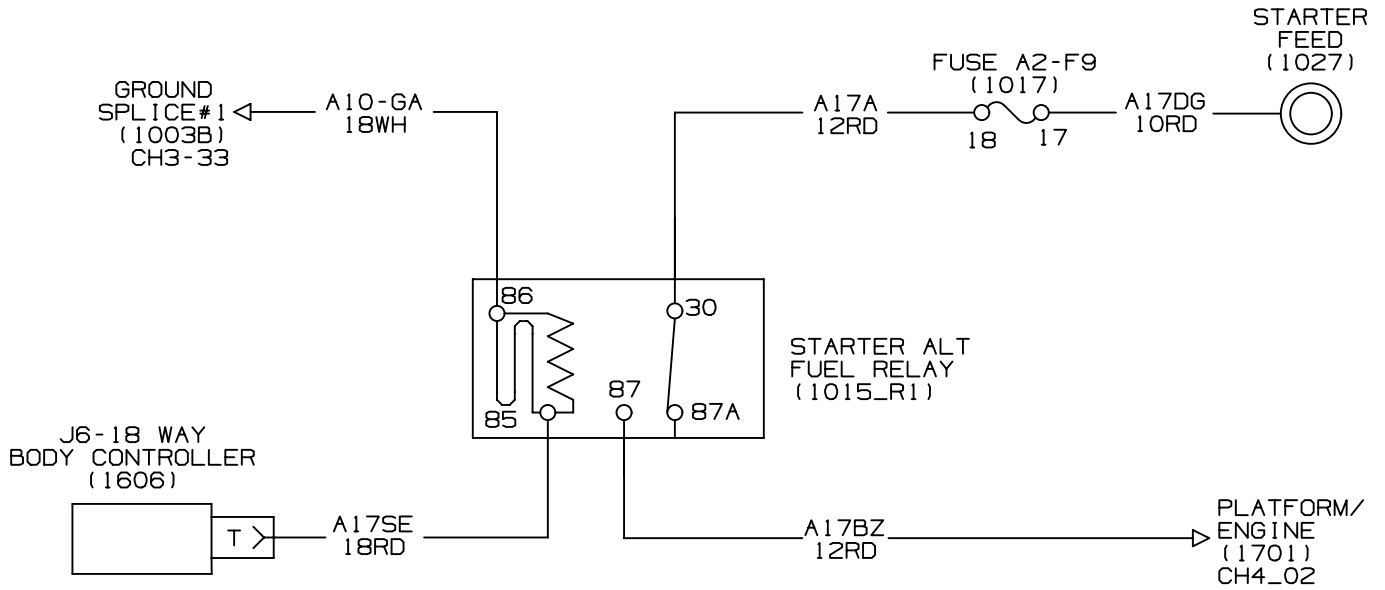 STARTER
FEED
(1027)
FUSE A2-F9
(1017)
GROUND
SPLICE#1
(1003B)
CH3-33
A10-GA
18WH
A17A
12RD
18
17
A17DG
10RD
86
30
85
87
87A
STARTER ALT
FUEL RELAY
(1015_R1)
J6-18 WAY
BODY CONTROLLER
(1606)
T
A17SE
18RD
A17BZ
12RD
PLATFORM/
ENGINE
(1701)
CH4_02